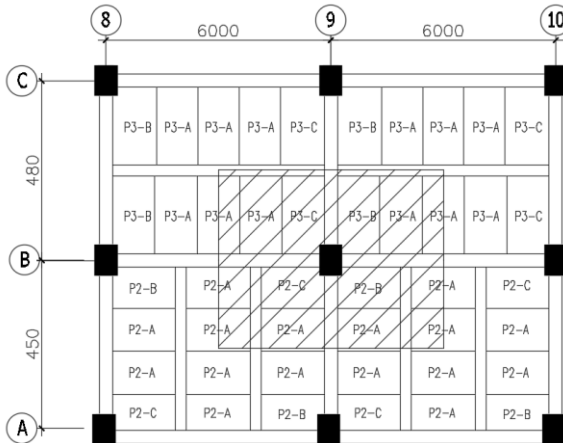 8 9 10
6000 6000
C
P3-B P3-A P3-A P3-A P3-C P3-B P3-A P3-A P3-A P3-C
480
P3-B P3-A P3-A P3-A P3-C P3-B P3-A P3-A P3-A P3-C
B
P2-B P2-A P2-C P2-B P2-A P2-C
450
P2-A P2-A P2-A P2-A P2-A P2-A
P2-A P2-A P2-A P2-A P2-A P2-A
P2-C P2-A P2-B P2-C P2-A P2-B
A